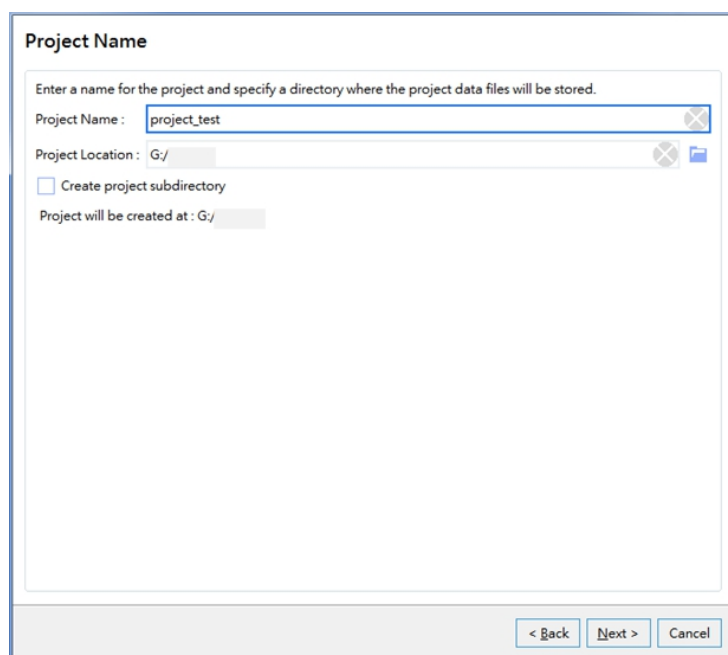 Project Name
Enter a name for the project and specify a directory where the project data files will be stored.
Project Name : project_test
Project Location : G:/
Create project subdirectory
Project will be created at : G:/
< Back Next > Cancel